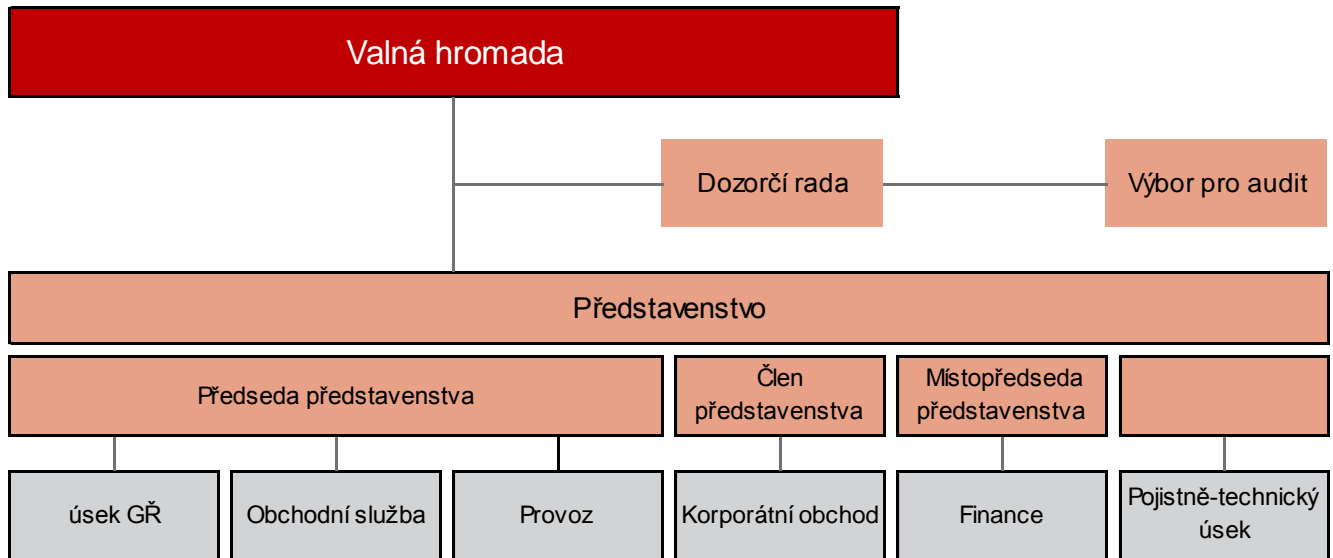 Valná hromada
Dozorčí rada
Výbor pro audit
Představenstvo
Předseda představenstva
Člen
představenstva
Místopředseda
představenstva
úsek GŘ
Obchodní služba
Provoz
Korporátní obchod
Finance
Pojistně-technický
úsek